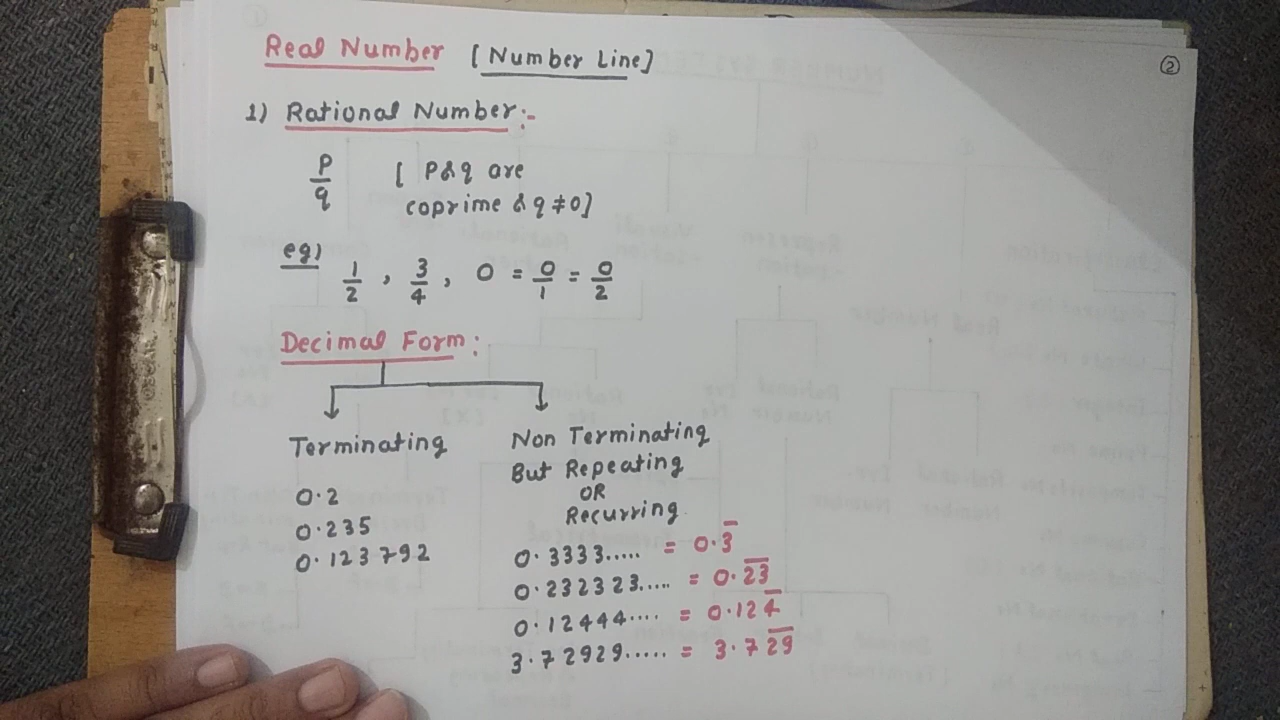 Real Number [Number Line]
②
1) Rational Number:-
P/q [ P & q are
coprime & q ≠ 0]
eg) 1/2 , 3/4 , 0 = 0/1 = 0/2
Decimal Form:
Terminating
0.2
0.235
0.123792
Non Terminating
But Repeating
OR
Recurring
0.3333..... = 0.3̅
0.232323..... = 0.2̅3̅
0.12444.... = 0.124̅
3.72929..... = 3.72̅9̅